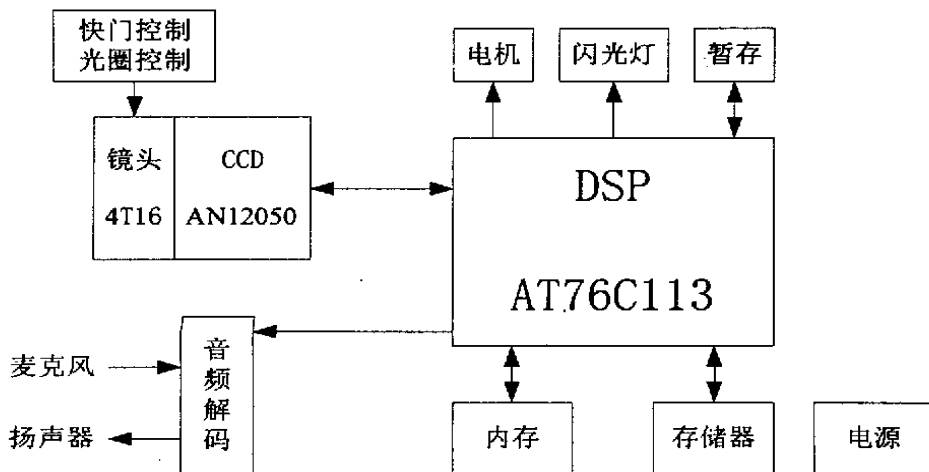 快门控制
光圈控制
电机
闪光灯
暂存
镜头
4T16
CCD
AN12050
DSP
AT76C113
麦克风
扬声器
音
频
解
码
内存
存储器
电源